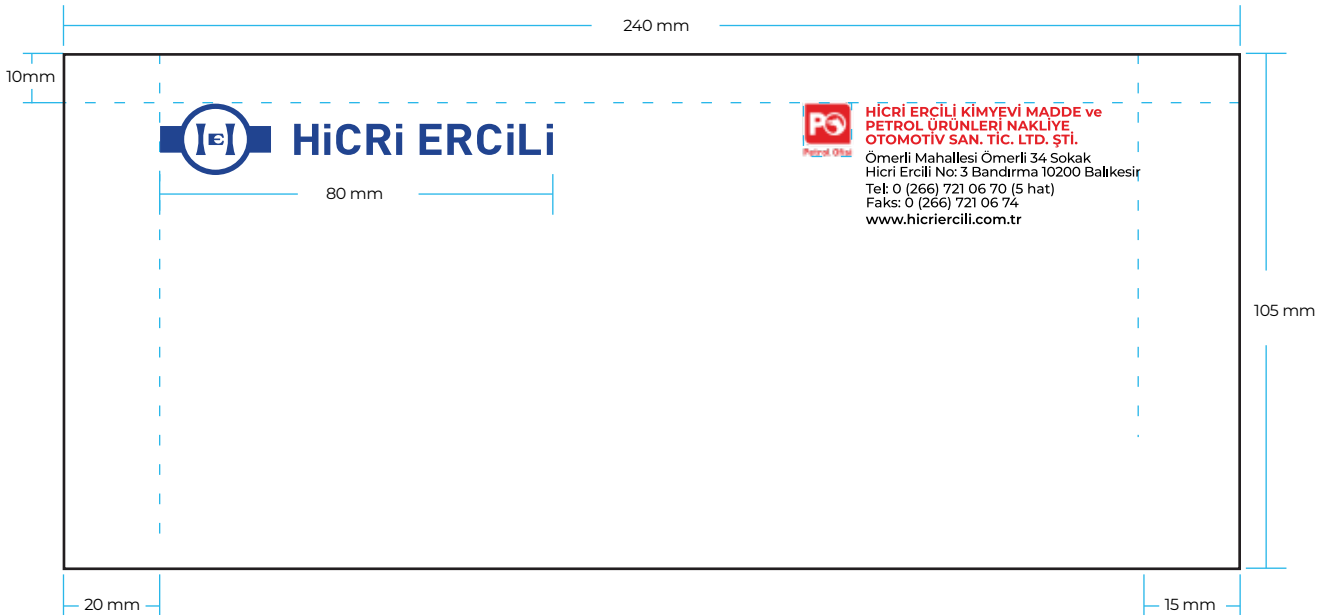 240 mm
10mm
HiCRi ERCiLi
80 mm
PO
Petrol Ofisi
HİCRİ ERCİLİ KİMYEVİ MADDE ve
PETROL ÜRÜNLERİ NAKLİYE
OTOMOTİV SAN. TİC. LTD. ŞTİ.
Ömerli Mahallesi Ömerli 34 Sokak
Hicri Ercili No: 3 Bandırma 10200 Balıkesir
Tel: 0 (266) 721 06 70 (5 hat)
Faks: 0 (266) 721 06 74
www.hicriercili.com.tr
105 mm
20 mm
15 mm